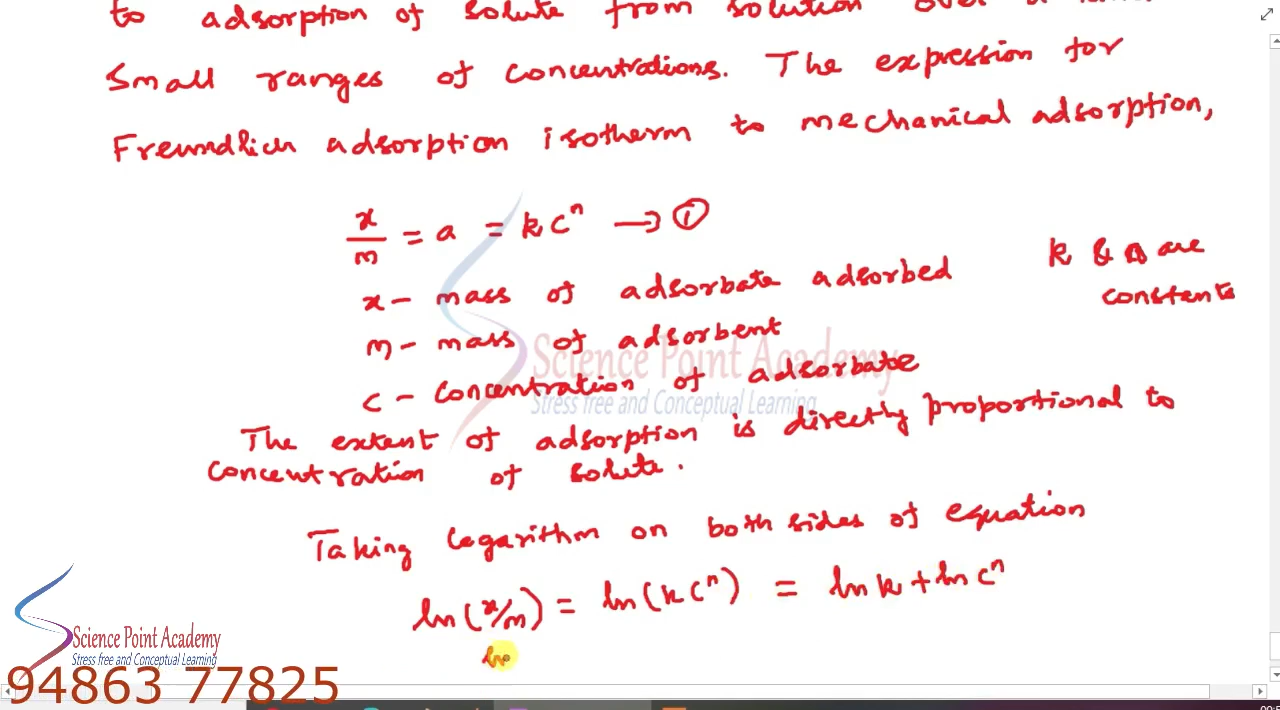 to adsorption of solute from solution over a
Small ranges of concentrations. The expression for
Freundlich adsorption isotherm to mechanical adsorption,
x/m = a = k cⁿ → ①
k & n are
constants
x - mass of adsorbate adsorbed
m - mass of adsorbent
Science Point Academy
c - concentration of adsorbate
Stress free and Conceptual Learning
The extent of adsorption is directly proportional to
concentration of solute.
Taking logarithm on both sides of equation
ln (x/m) = ln (k cⁿ) = ln k + ln cⁿ
Science Point Academy
Stress free and Conceptual Learning
94863 77825